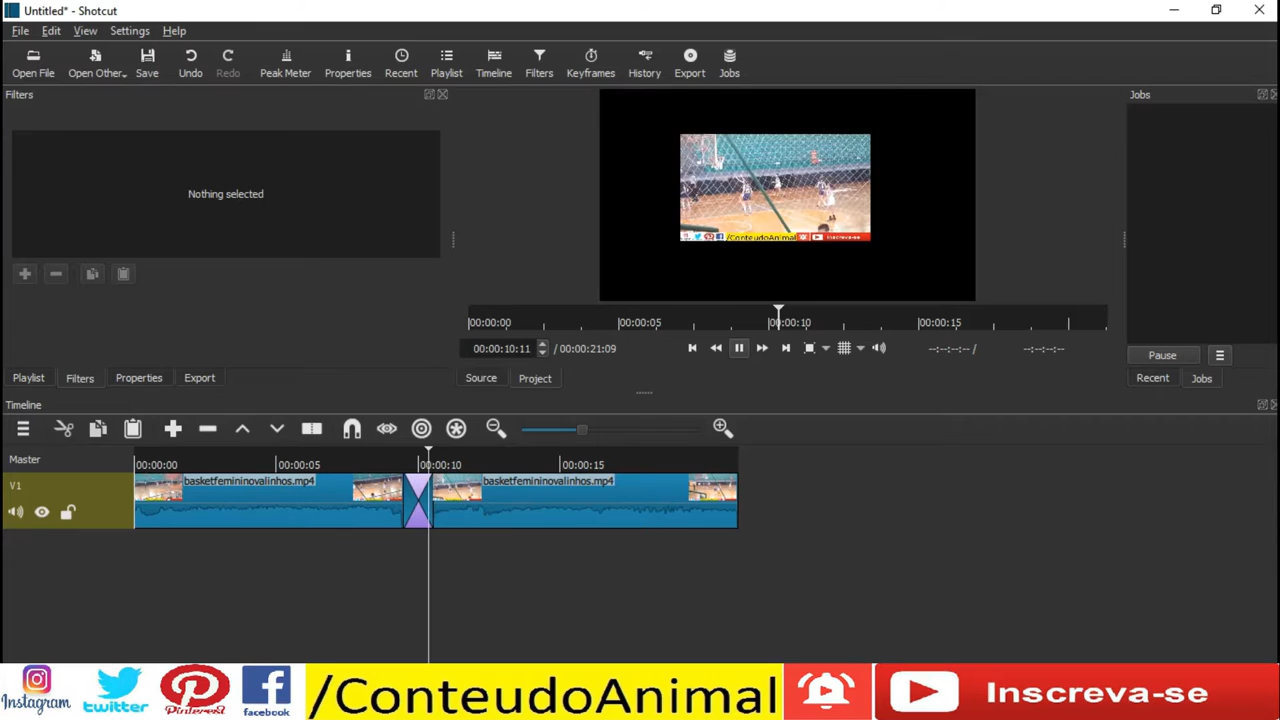 Untitled* - Shotcut
File Edit View Settings Help
Open File Open Other Save Undo Redo Peak Meter Properties Recent Playlist Timeline Filters Keyframes History Export Jobs
Filters
Jobs
Nothing selected
/ConteudoAnimal Inscreva-se
00:00:00 00:00:05 00:00:10 00:00:15
00:00:10:11 / 00:00:21:09 --:--:--:-- / --:--:--:--
Pause
Playlist Filters Properties Export Source Project Recent Jobs
Timeline
Master 00:00:00 00:00:05 00:00:10 00:00:15
V1 basketfemininovalinhos.mp4 basketfemininovalinhos.mp4
Instagram twitter Pinterest facebook /ConteudoAnimal Inscreva-se